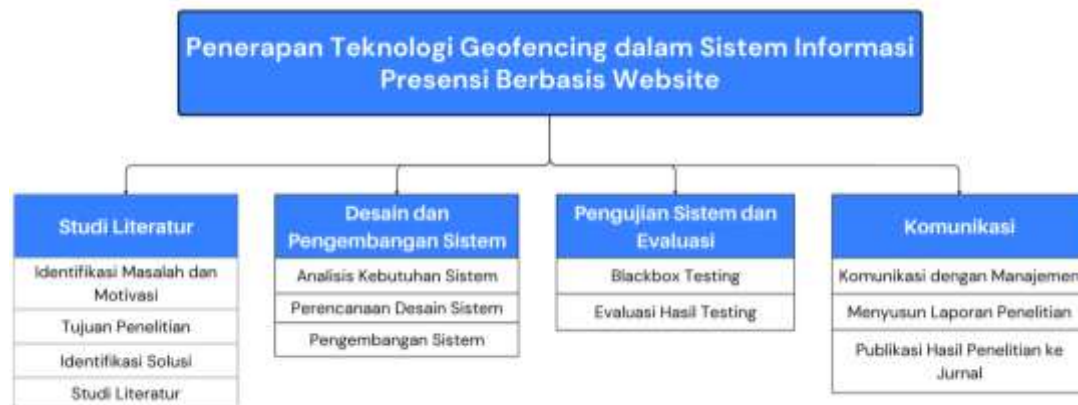 Penerapan Teknologi Geofencing dalam Sistem Informasi
Presensi Berbasis Website
Studi Literatur
Identifikasi Masalah dan
Motivasi
Tujuan Penelitian
Identifikasi Solusi
Studi Literatur
Desain dan
Pengembangan Sistem
Analisis Kebutuhan Sistem
Perencanaan Desain Sistem
Pengembangan Sistem
Pengujian Sistem dan
Evaluasi
Blackbox Testing
Evaluasi Hasil Testing
Komunikasi
Komunikasi dengan Manajemen
Menyusun Laporan Penelitian
Publikasi Hasil Penelitian ke
Jurnal